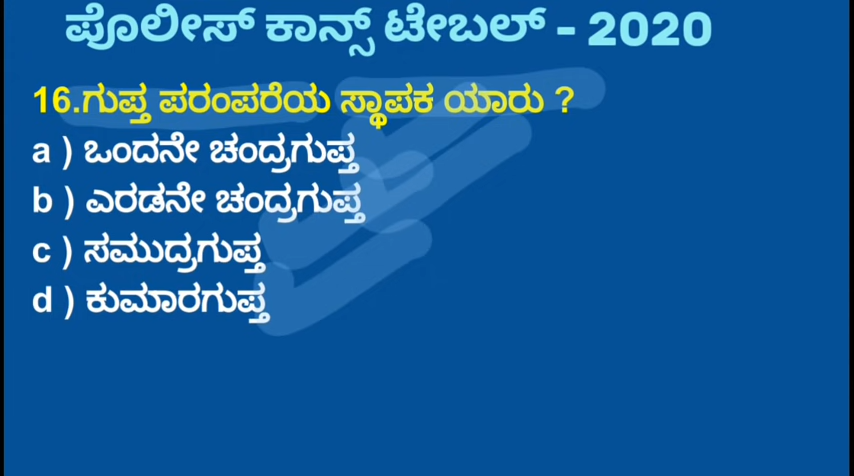 ಪೊಲೀಸ್ ಕಾನ್ಸ್ ಟೇಬಲ್ - 2020
16.ಗುಪ್ತ ಪರಂಪರೆಯ ಸ್ಥಾಪಕ ಯಾರು ?
a ) ಒಂದನೇ ಚಂದ್ರಗುಪ್ತ
b ) ಎರಡನೇ ಚಂದ್ರಗುಪ್ತ
c ) ಸಮುದ್ರಗುಪ್ತ
d ) ಕುಮಾರಗುಪ್ತ